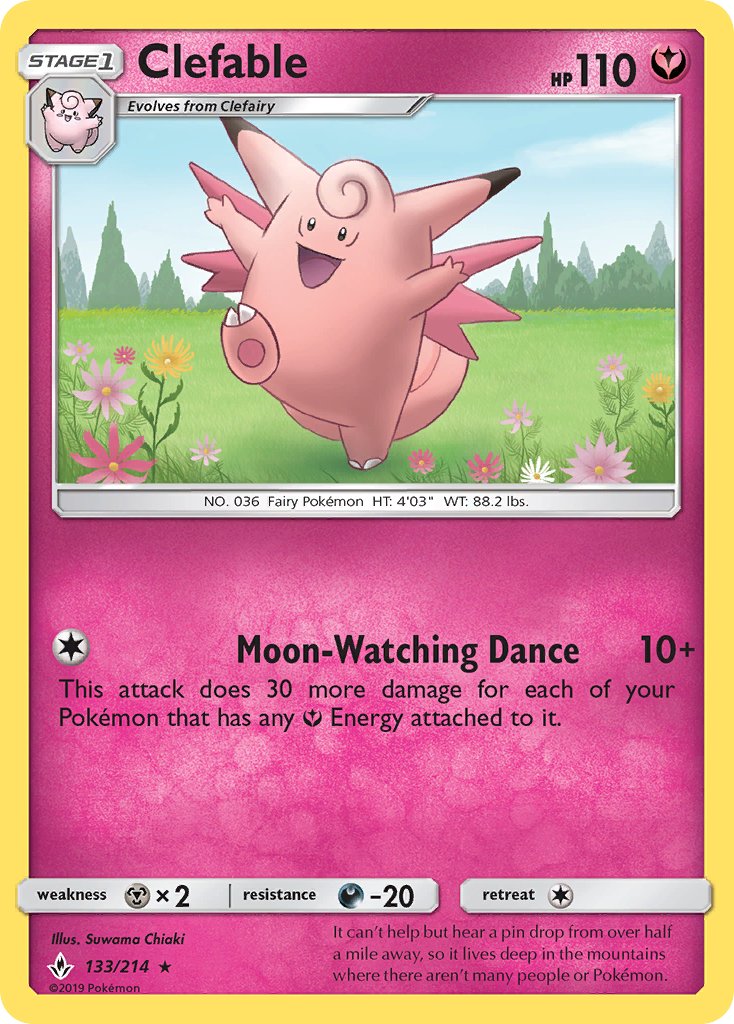 STAGE1
Clefable
HP110
Evolves from Clefairy
NO. 036 Fairy Pokémon HT: 4'03" WT: 88.2 lbs.
Moon-Watching Dance 10+
This attack does 30 more damage for each of your
Pokémon that has any Energy attached to it.
weakness ×2 resistance -20 retreat
Illus. Suwama Chiaki
133/214 ★
©2019 Pokémon
It can't help but hear a pin drop from over half
a mile away, so it lives deep in the mountains
where there aren't many people or Pokémon.